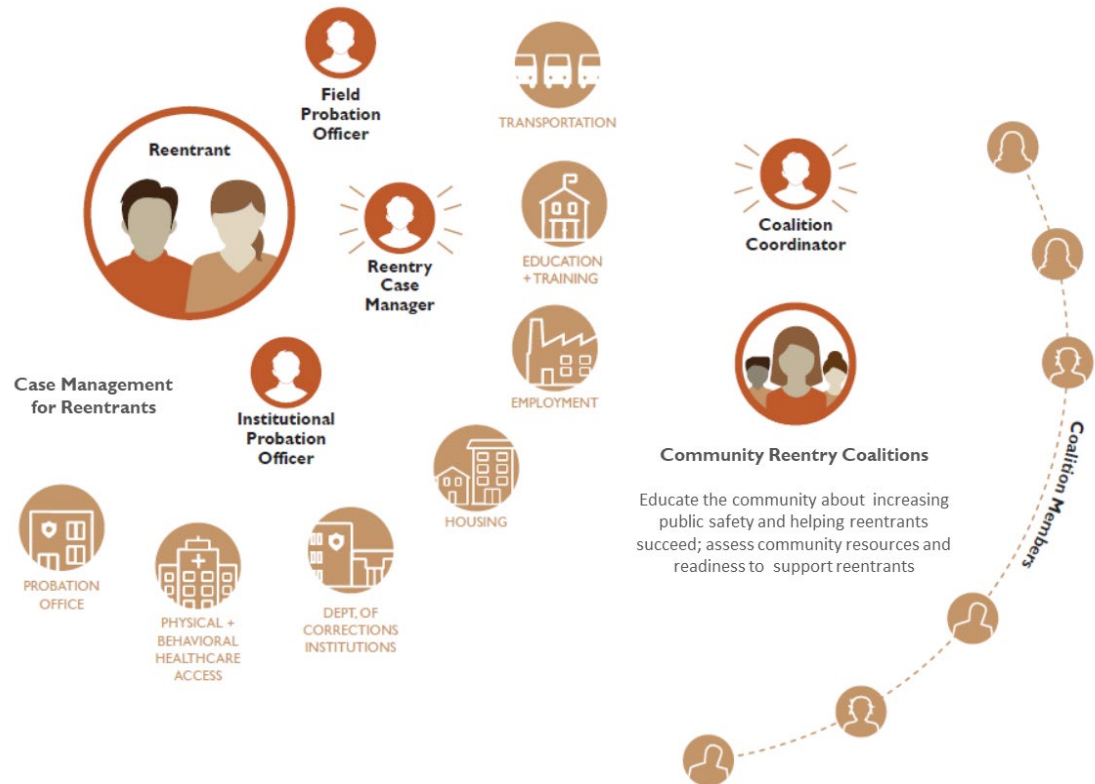 Field
Probation
Officer
Reentrant
Reentry
Case
Manager
Institutional
Probation
Officer
Case Management
for Reentrants
TRANSPORTATION
EDUCATION
+ TRAINING
EMPLOYMENT
HOUSING
PROBATION
OFFICE
PHYSICAL +
BEHAVIORAL
HEALTHCARE
ACCESS
DEPT. OF
CORRECTIONS
INSTITUTIONS
Coalition
Coordinator
Community Reentry Coalitions
Educate the community about increasing
public safety and helping reentrants
succeed; assess community resources and
readiness to support reentrants
Coalition Members